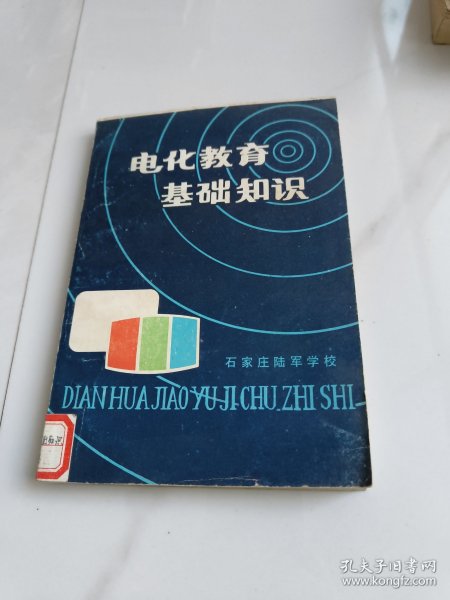 电化教育
基础知识
石家庄陆军学校
DIAN HUA JIAO YU JI CHU ZHI SHI
孔夫子旧书网
www.kongfz.com